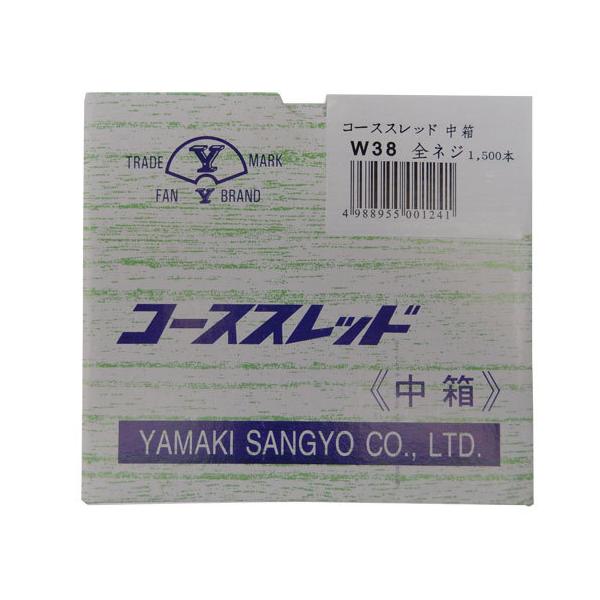 コーススレッド 中箱
W38 全ネジ 1,500本
4 988955 001241
TRADE Y MARK
FAN Y BRAND
コーススレッド
《中箱》
YAMAKI SANGYO CO., LTD.